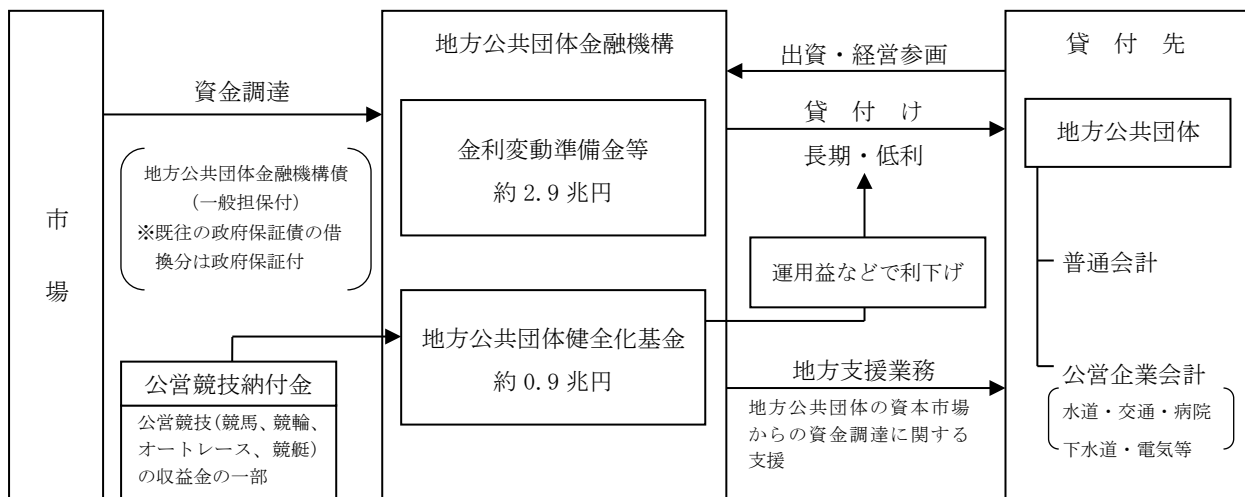 市
場
資金調達
地方公共団体金融機構債
(一般担保付)
※既往の政府保証債の借
換分は政府保証付
公営競技納付金
公営競技(競馬、競輪、
オートレース、競艇)
の収益金の一部
地方公共団体金融機構
金利変動準備金等
約 2.9 兆円
地方公共団体健全化基金
約 0.9 兆円
出資・経営参画
貸 付 け
長期・低利
運用益などで利下げ
地方支援業務
地方公共団体の資本市場
からの資金調達に関する
支援
貸 付 先
地方公共団体
普通会計
公営企業会計
水道・交通・病院
下水道・電気等